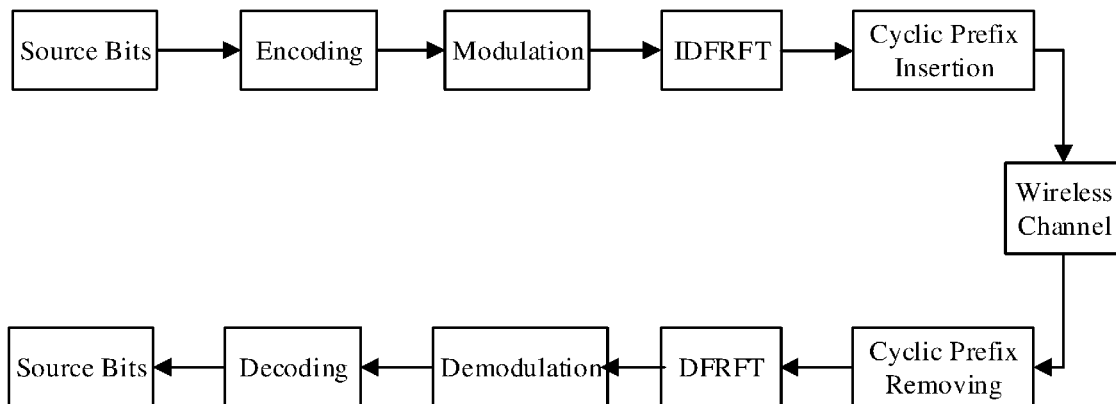 Source Bits
Encoding
Modulation
IDFRFT
Cyclic Prefix
Insertion
Wireless
Channel
Source Bits
Decoding
Demodulation
DFRFT
Cyclic Prefix
Removing